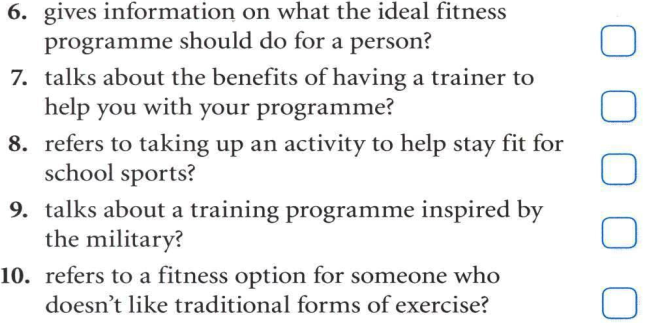 6. gives information on what the ideal fitness
programme should do for a person?
7. talks about the benefits of having a trainer to
help you with your programme?
8. refers to taking up an activity to help stay fit for
school sports?
9. talks about a training programme inspired by
the military?
10. refers to a fitness option for someone who
doesn't like traditional forms of exercise?